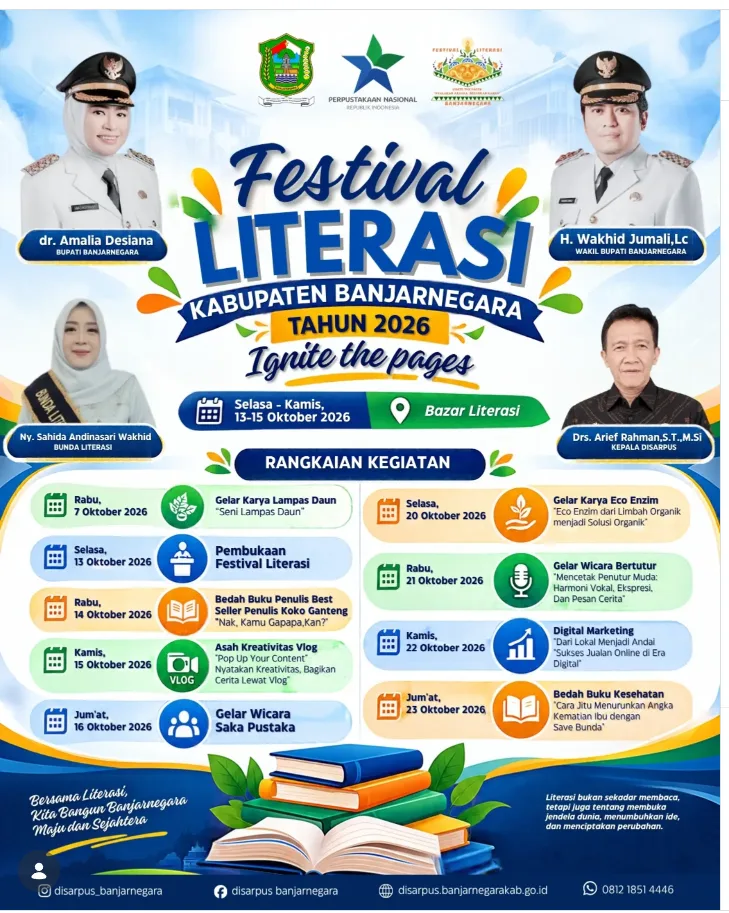 PERPUSTAKAAN NASIONAL
REPUBLIK INDONESIA
FESTIVAL LITERASI
BANJARNEGARA
dr. Amalia Desiana
BUPATI BANJARNEGARA
H. Wakhid Jumali,Lc
WAKIL BUPATI BANJARNEGARA
Festival
LITERASI
KABUPATEN BANJARNEGARA
TAHUN 2026
Ignite the pages
Ny. Sahida Andinasari Wakhid
BUNDA LITERASI
Drs. Arief Rahman,S.T.,M.Si
KEPALA DISARPUS
Selasa - Kamis,
13-15 Oktober 2026
Bazar Literasi
RANGKAIAN KEGIATAN
Rabu,
7 Oktober 2026
Gelar Karya Lampas Daun
"Seni Lampas Daun"
Selasa,
13 Oktober 2026
Pembukaan
Festival Literasi
Rabu,
14 Oktober 2026
Bedah Buku Penulis Best
Seller Penulis Koko Ganteng
"Nak, Kamu Gapapa,Kan?"
Kamis,
15 Oktober 2026
VLOG
Asah Kreativitas Vlog
"Pop Up Your Content"
Nyatakan Kreativitas, Bagikan
Cerita Lewat Vlog"
Jum'at,
16 Oktober 2026
Gelar Wicara
Saka Pustaka
Selasa,
20 Oktober 2026
Gelar Karya Eco Enzim
"Eco Enzim dari Limbah Organik
menjadi Solusi Organik"
Rabu,
21 Oktober 2026
Gelar Wicara Bertutur
"Mencetak Penutur Muda:
Harmoni Vokal, Ekspresi,
Dan Pesan Cerita"
Kamis,
22 Oktober 2026
Digital Marketing
"Dari Lokal Menjadi Andai
"Sukses Jualan Online di Era
Digital"
Jum'at,
23 Oktober 2026
Bedah Buku Kesehatan
"Cara Jitu Menurunkan Angka
Kematian Ibu dengan
Save Bunda"
Bersama Literasi,
Kita Bangun Banjarnegara
Maju dan Sejahtera
Literasi bukan sekadar membaca,
tetapi juga tentang membuka
jendela dunia, menumbuhkan ide,
dan menciptakan perubahan.
disarpus_banjarnegara
disarpus banjarnegara
disarpus.banjarnegarakab.go.id
0812 1851 4446